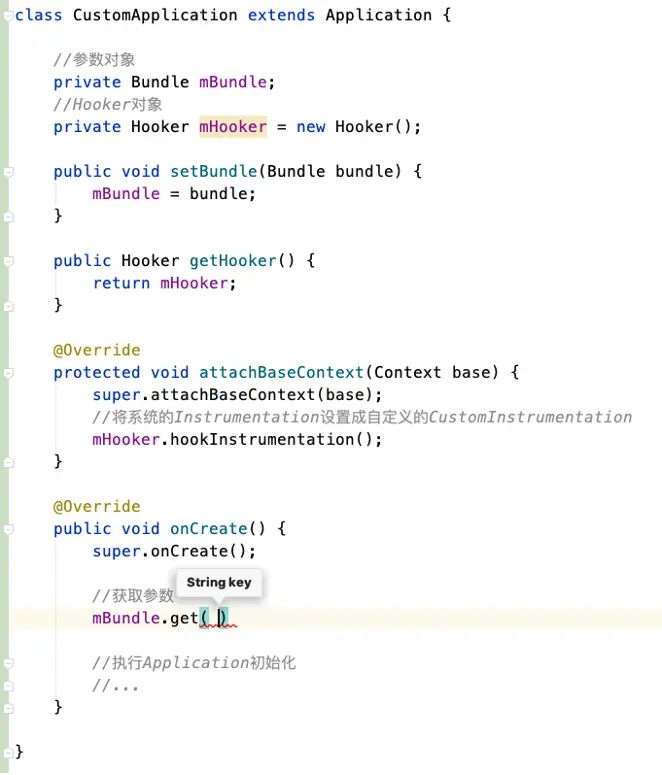 class CustomApplication extends Application {
//参数对象
private Bundle mBundle;
//Hooker对象
private Hooker mHooker = new Hooker();
public void setBundle(Bundle bundle) {
mBundle = bundle;
}
public Hooker getHooker() {
return mHooker;
}
@Override
protected void attachBaseContext(Context base) {
super.attachBaseContext(base);
//将系统的Instrumentation设置成自定义的CustomInstrumentation
mHooker.hookInstrumentation();
}
@Override
public void onCreate() {
super.onCreate();
String key
//获取参数
mBundle.get( )
//执行Application初始化
//...
}
}